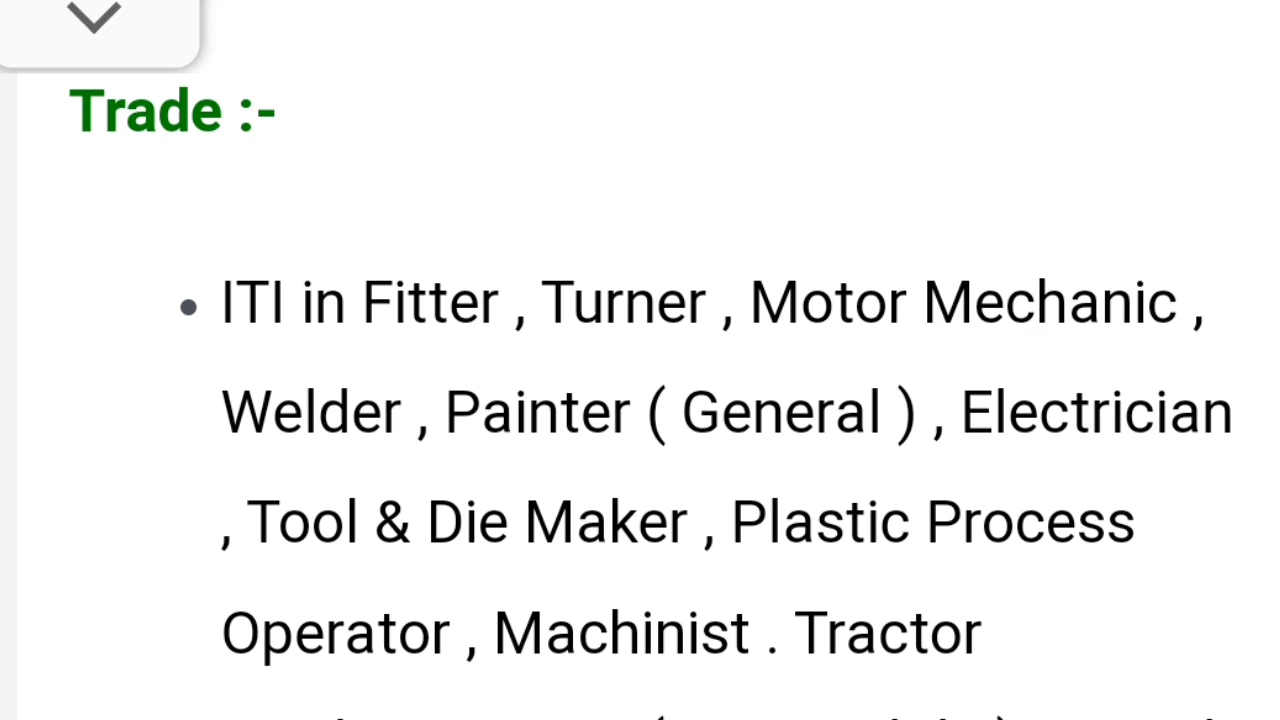 Trade :-
ITI in Fitter , Turner , Motor Mechanic ,
Welder , Painter ( General ) , Electrician
, Tool & Die Maker , Plastic Process
Operator , Machinist . Tractor